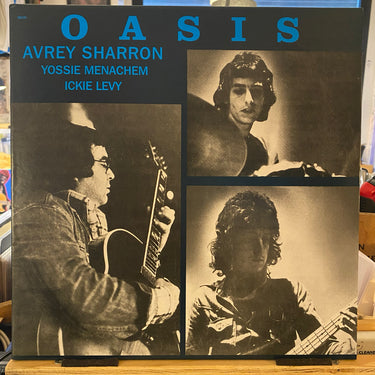 OASIS
AVREY SHARRON
YOSSIE MENACHEM
ICKIE LEVY